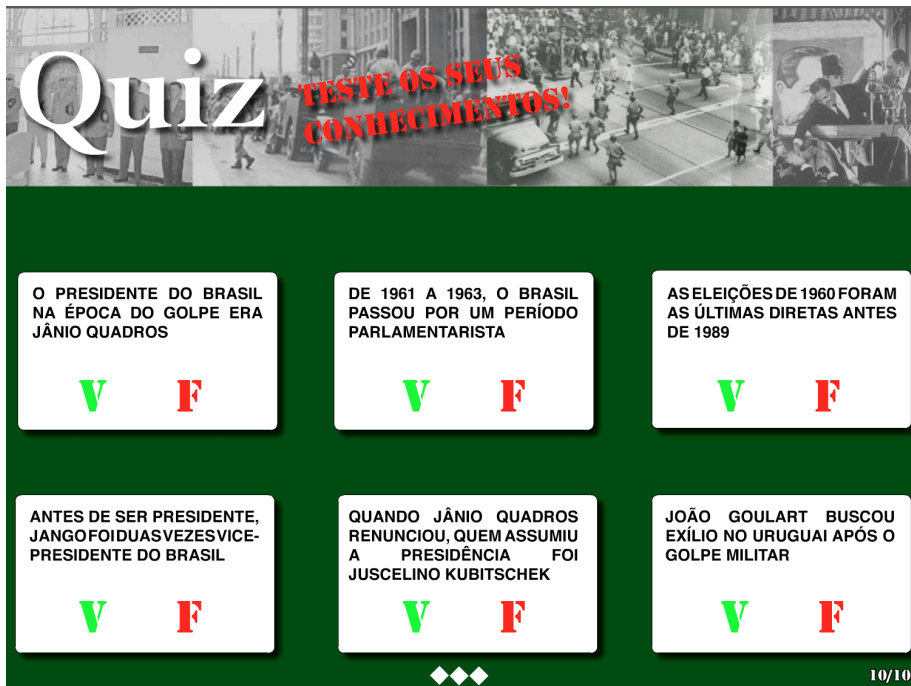 Quiz
TESTE OS SEUS
CONHECIMENTOS!
O PRESIDENTE DO BRASIL
NA ÉPOCA DO GOLPE ERA
JÂNIO QUADROS
V F
DE 1961 A 1963, O BRASIL
PASSOU POR UM PERÍODO
PARLAMENTARISTA
V F
AS ELEIÇÕES DE 1960 FORAM
AS ÚLTIMAS DIRETAS ANTES
DE 1989
V F
ANTES DE SER PRESIDENTE,
JANGO FOI DUAS VEZES VICE-
PRESIDENTE DO BRASIL
V F
QUANDO JÂNIO QUADROS
RENUNCIOU, QUEM ASSUMIU
A PRESIDÊNCIA FOI
JUSCELINO KUBITSCHEK
V F
JOÃO GOULART BUSCOU
EXÍLIO NO URUGUAI APÓS O
GOLPE MILITAR
V F
10/10